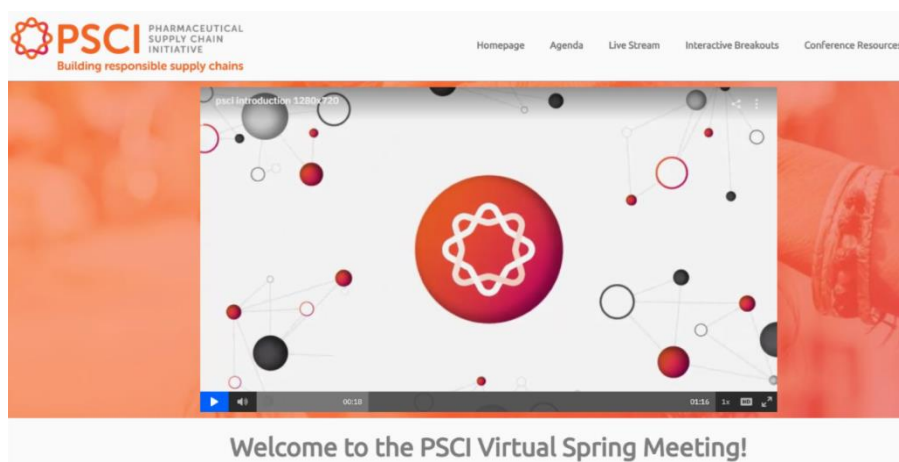 PSCI
PHARMACEUTICAL
SUPPLY CHAIN
INITIATIVE
Building responsible supply chains
Homepage Agenda Live Stream Interactive Breakouts Conference Resources
psci introduction 1280x720
00:18 01:16 1x HD
Welcome to the PSCI Virtual Spring Meeting!